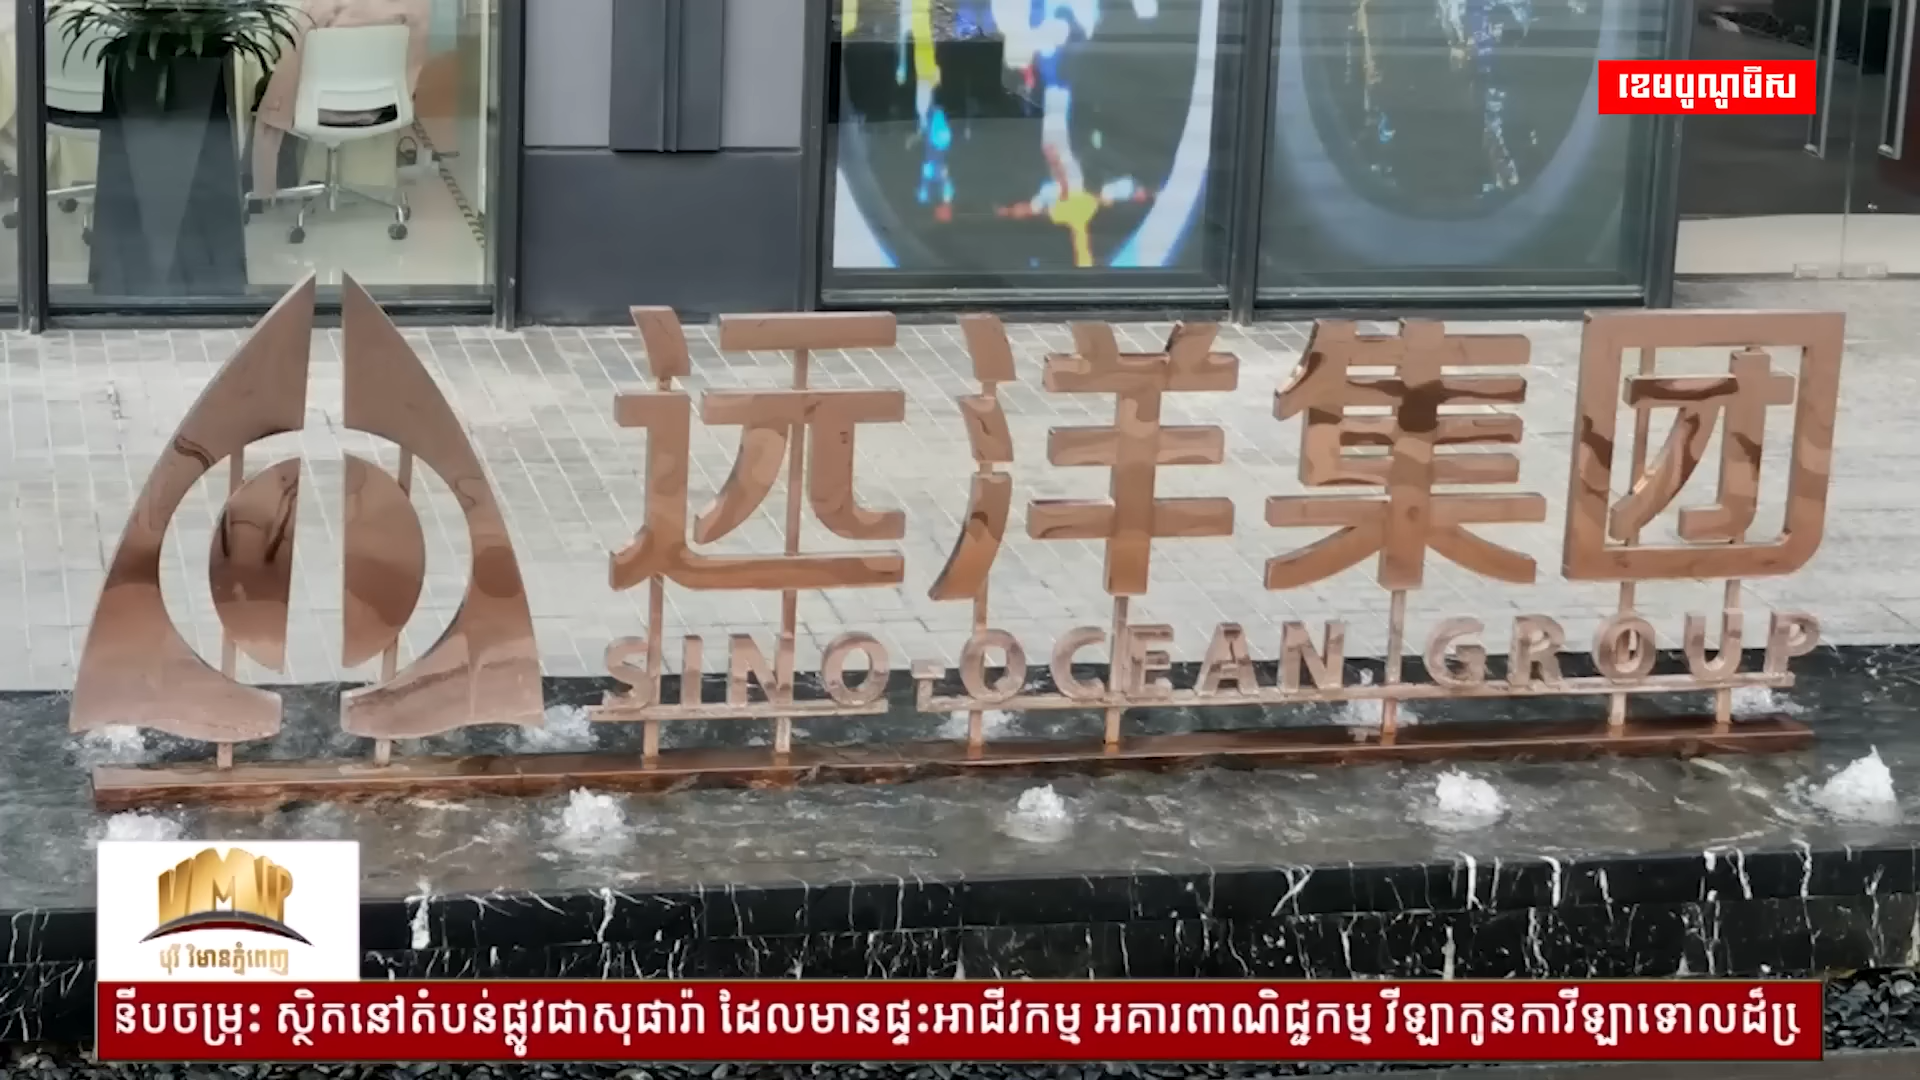 ខេមបូណូមីស
远洋集团
SINO-OCEAN GROUP
VMVP
បុរី វិមានភ្នំពេញ
នីបចម្រុះ ស្ថិតនៅតំបន់ផ្លូវជាសុផារ៉ា ដែលមានផ្ទះអាជីវកម្ម អគារពាណិជ្ជកម្ម វីឡាកូនកាវីឡាទោលដ៏